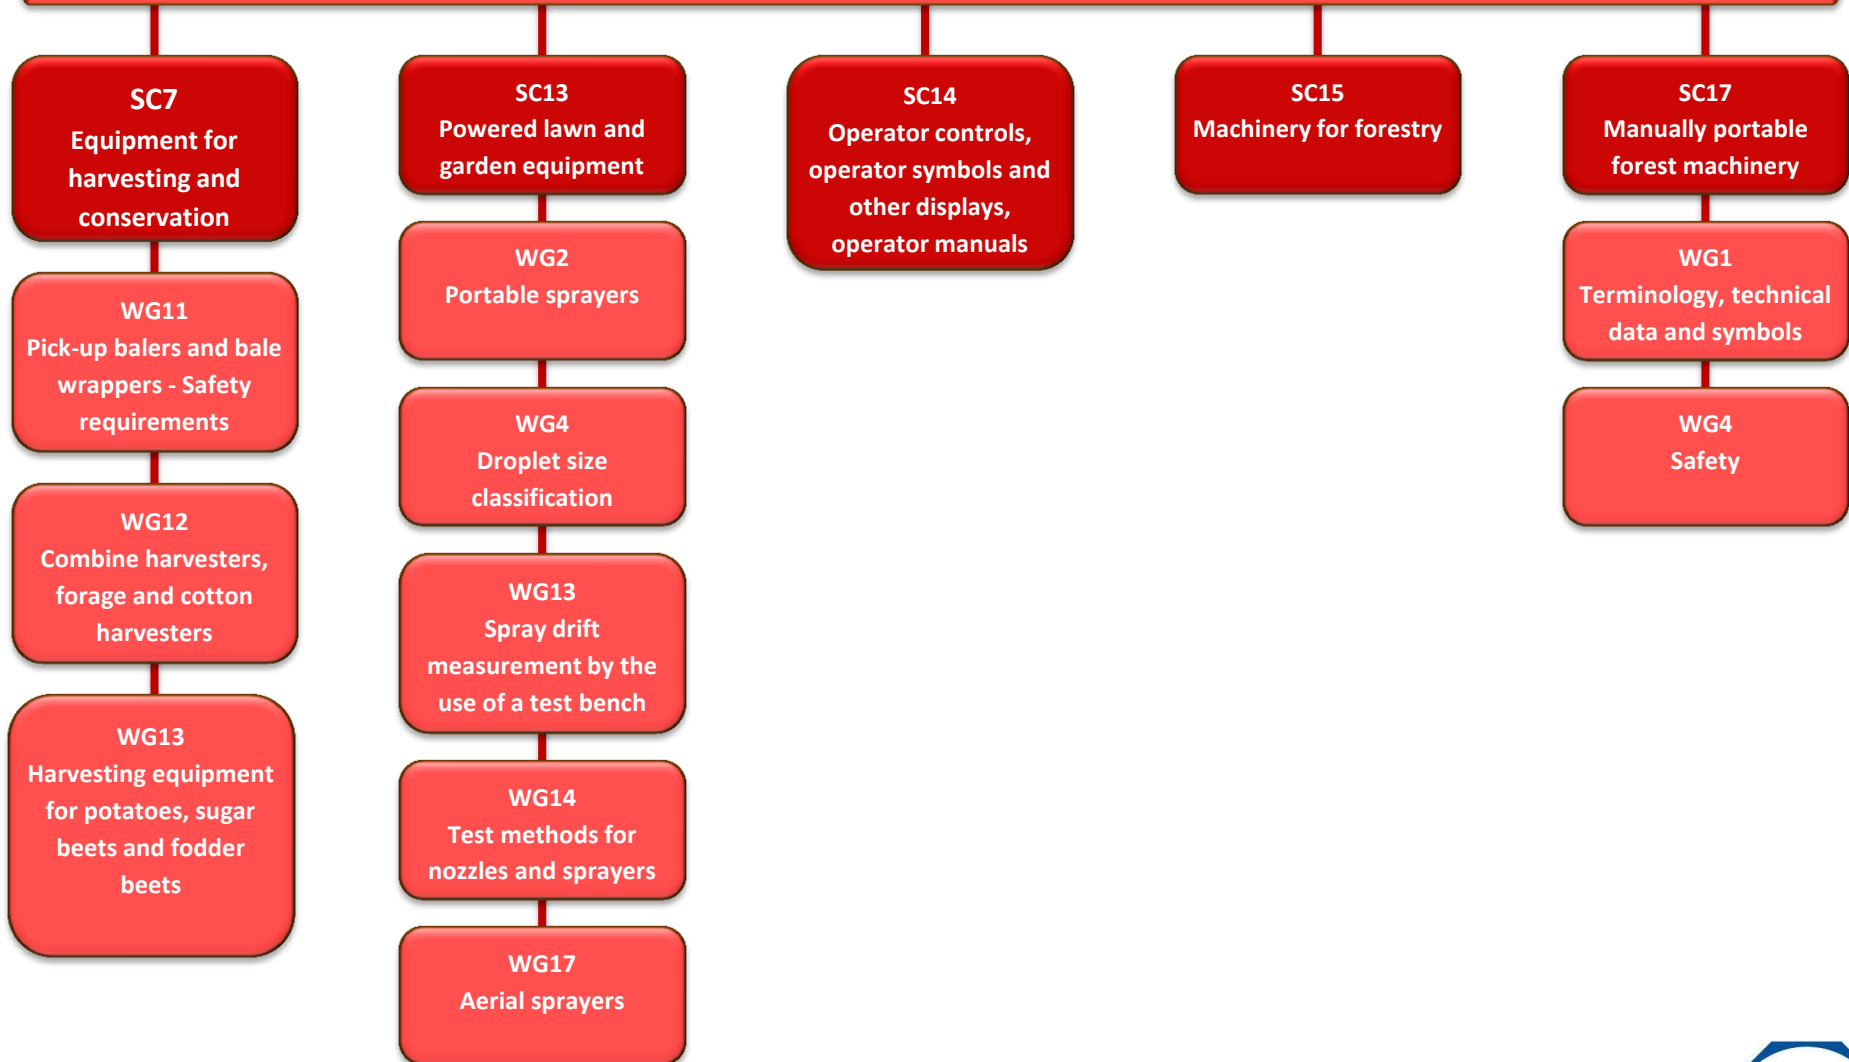 SC7
Equipment for
harvesting and
conservation
WG11
Pick-up balers and bale
wrappers - Safety
requirements
WG12
Combine harvesters,
forage and cotton
harvesters
WG13
Harvesting equipment
for potatoes, sugar
beets and fodder
beets
SC13
Powered lawn and
garden equipment
WG2
Portable sprayers
WG4
Droplet size
classification
WG13
Spray drift
measurement by the
use of a test bench
WG14
Test methods for
nozzles and sprayers
WG17
Aerial sprayers
SC14
Operator controls,
operator symbols and
other displays,
operator manuals
SC15
Machinery for forestry
SC17
Manually portable
forest machinery
WG1
Terminology, technical
data and symbols
WG4
Safety